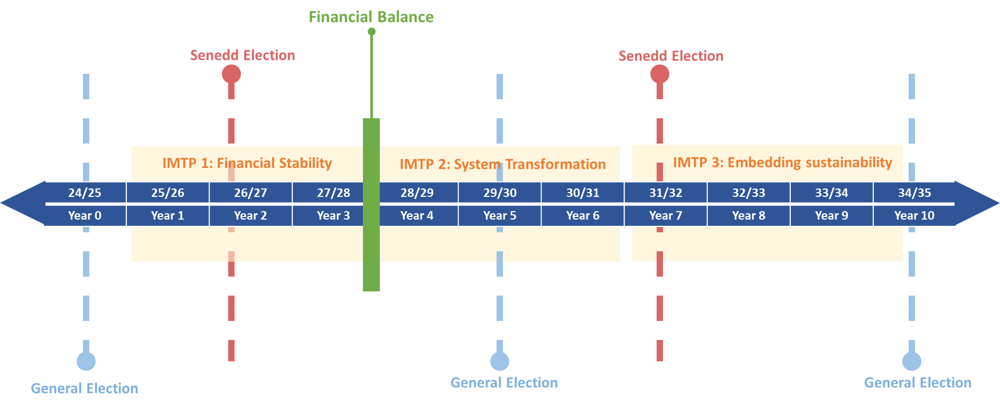 Financial Balance
Senedd Election
Senedd Election
IMTP 1: Financial Stability
IMTP 2: System Transformation
IMTP 3: Embedding sustainability
24/25 25/26 26/27 27/28 28/29 29/30 30/31 31/32 32/33 33/34 34/35
Year 0 Year 1 Year 2 Year 3 Year 4 Year 5 Year 6 Year 7 Year 8 Year 9 Year 10
General Election
General Election
General Election